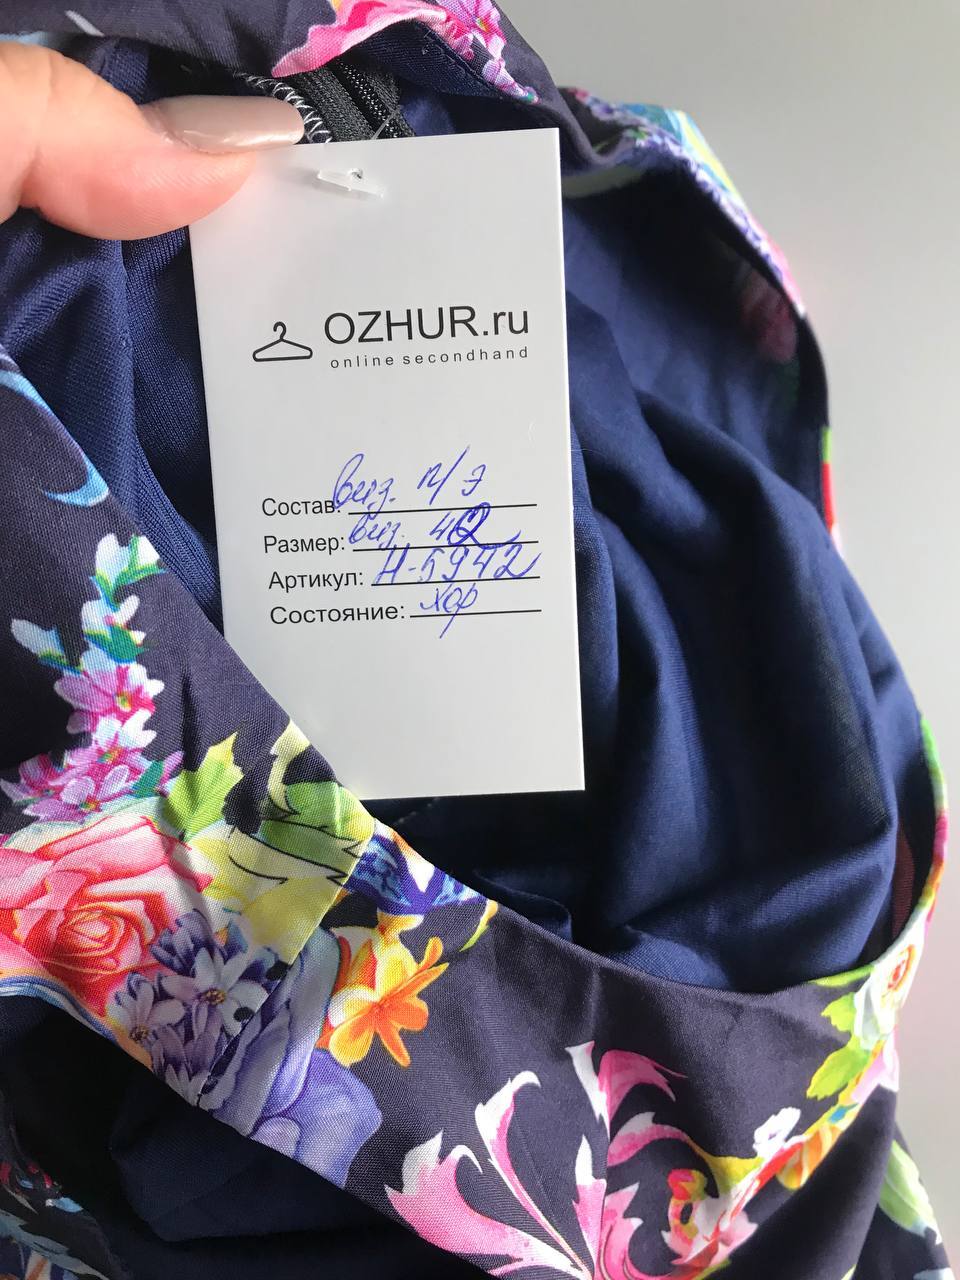 OZHUR.ru
online secondhand
Состав: виз. п/э
Размер: виз. 42
Артикул: Н-5942
Состояние: хор